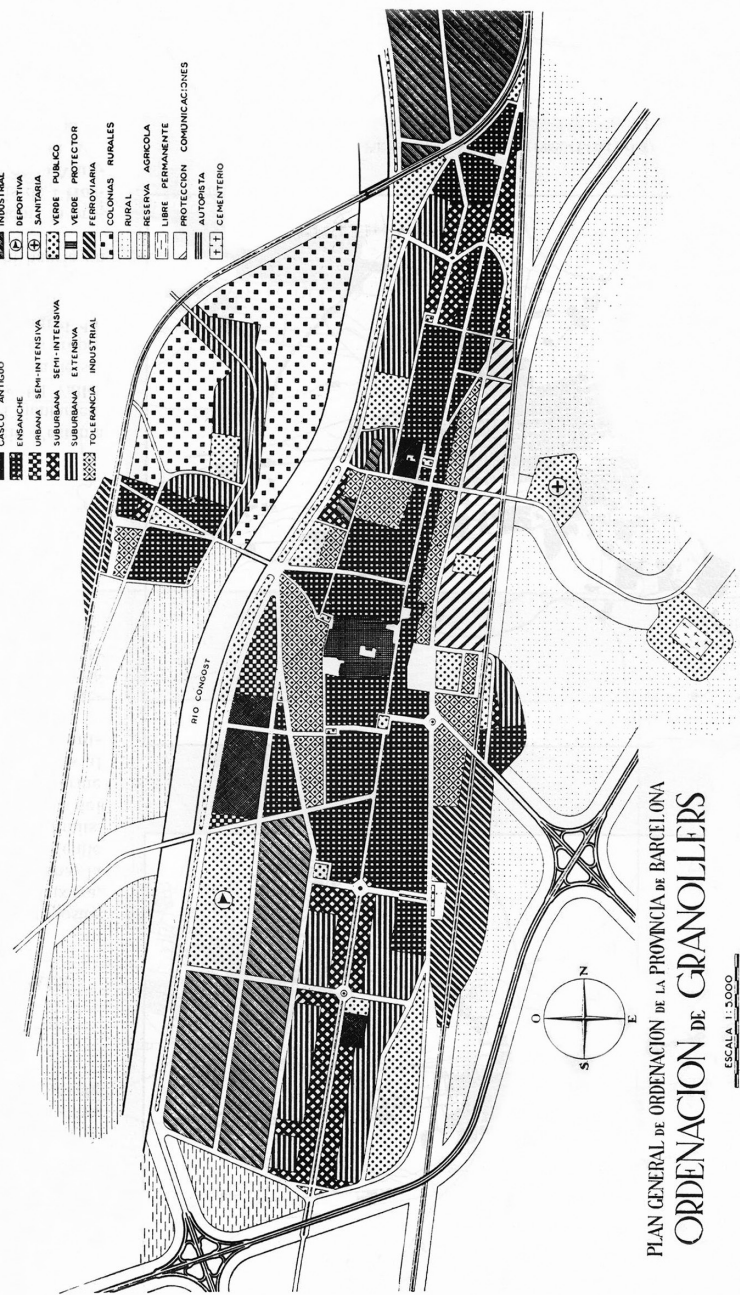 CASCO ANTIGUO
ENSANCHE
URBANA SEMI-INTENSIVA
SUBURBANA SEMI-INTENSIVA
SUBURBANA EXTENSIVA
TOLERANCIA INDUSTRIAL
INDUSTRIAL
DEPORTIVA
SANITARIA
VERDE PUBLICO
VERDE PROTECTOR
FERROVIARIA
COLONIAS RURALES
RURAL
RESERVA AGRICOLA
LIBRE PERMANENTE
PROTECCION COMUNICACIONES
AUTOPISTA
CEMENTERIO
RIO CONGOST
O
S
N
E
PLAN GENERAL DE ORDENACION DE LA PROVINCIA DE BARCELONA
ORDENACION DE GRANOLLERS
ESCALA 1:5000